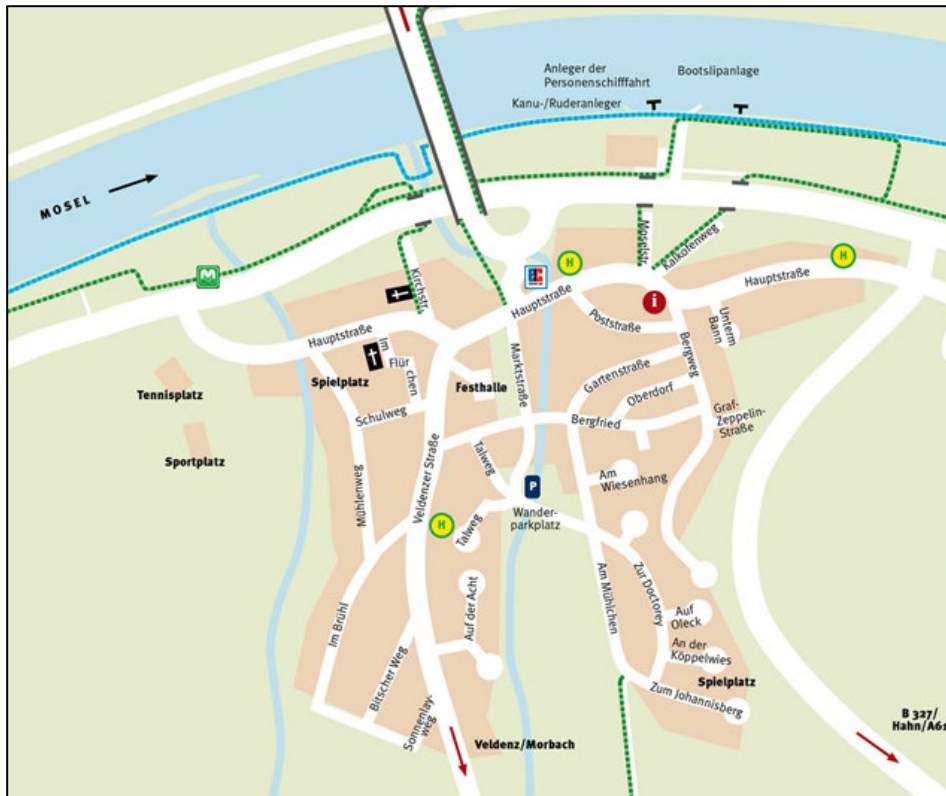 Anleger der
Personenschifffahrt
Bootslipanlage
Kanu-/Ruderanleger
MOSEL
Moselstr.
Kalkofenweg
M
Kirchstr.
H
H
Hauptstraße
Hauptstraße
i
Hauptstraße
Poststraße
Unterm
Bann
Im
Flür
chen
Marktstraße
Bergweg
Spielplatz
Festhalle
Gartenstraße
Tennisplatz
Oberdorf
Schulweg
Bergfried
Graf-
Zeppelin-
Straße
Sportplatz
Talweg
Veldenzer Straße
Mühlenweg
Am
Wiesenhang
P
Wander-
parkplatz
H
Talweg
Am Mühlchen
Zur Doctorey
Auf der Acht
Auf
Oleck
Im Brühl
Bitscher Weg
An der
Köppelwies
Spielplatz
Zum Johannisberg
Sonnenlay-
weg
Veldenz/Morbach
B 327/
Hahn/A61